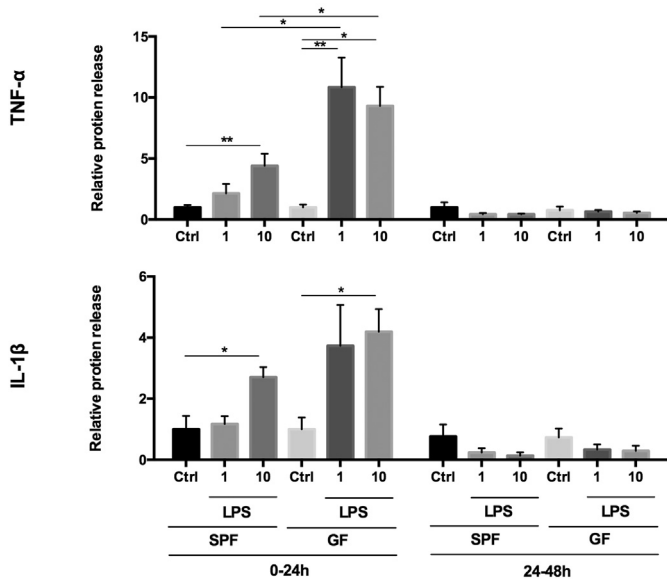 TNF-α
Relative protien release
15
10
5
0
**
*
**
*
*
Ctrl 1 10 Ctrl 1 10 Ctrl 1 10 Ctrl 1 10
IL-1β
Relative protien release
6
4
2
0
*
*
Ctrl 1 10 Ctrl 1 10 Ctrl 1 10 Ctrl 1 10
LPS LPS LPS LPS
SPF GF SPF GF
0-24h 24-48h